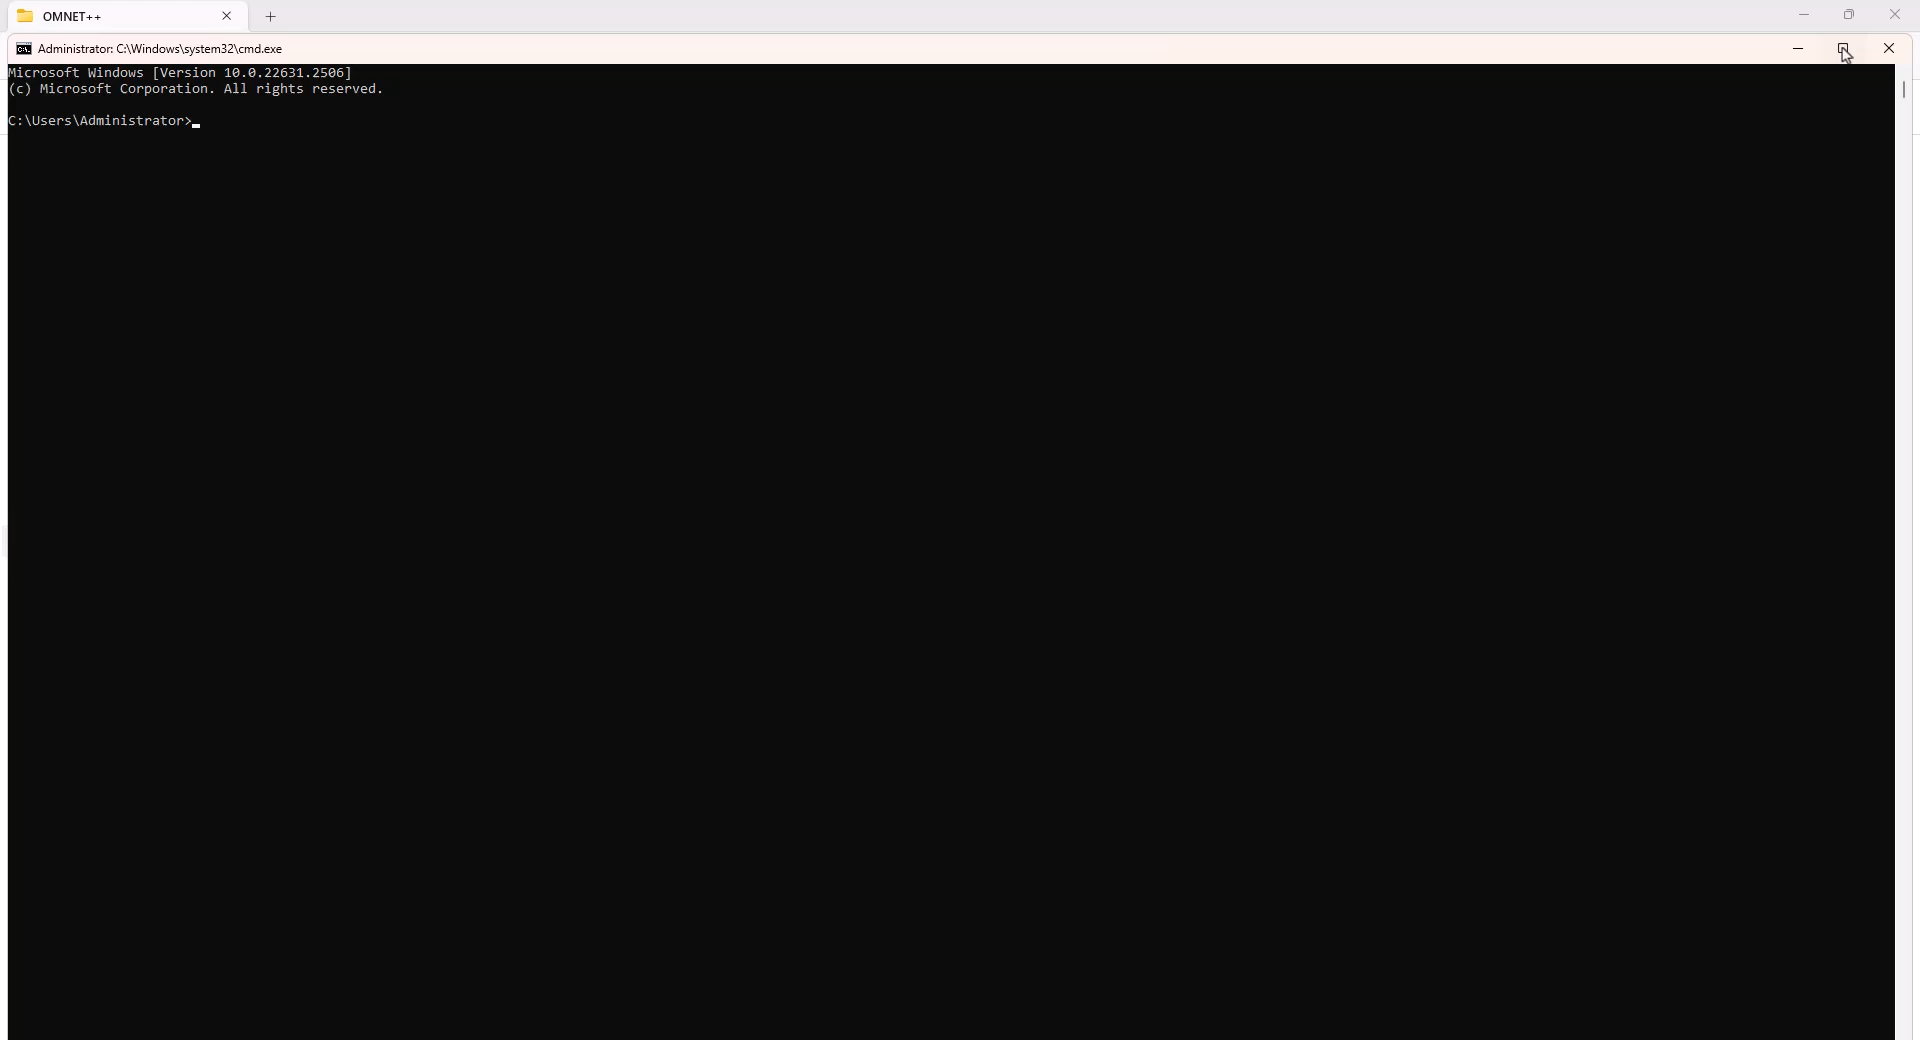 OMNET++
Administrator: C:\Windows\system32\cmd.exe
Microsoft Windows [Version 10.0.22631.2506]
(c) Microsoft Corporation. All rights reserved.
C:\Users\Administrator>